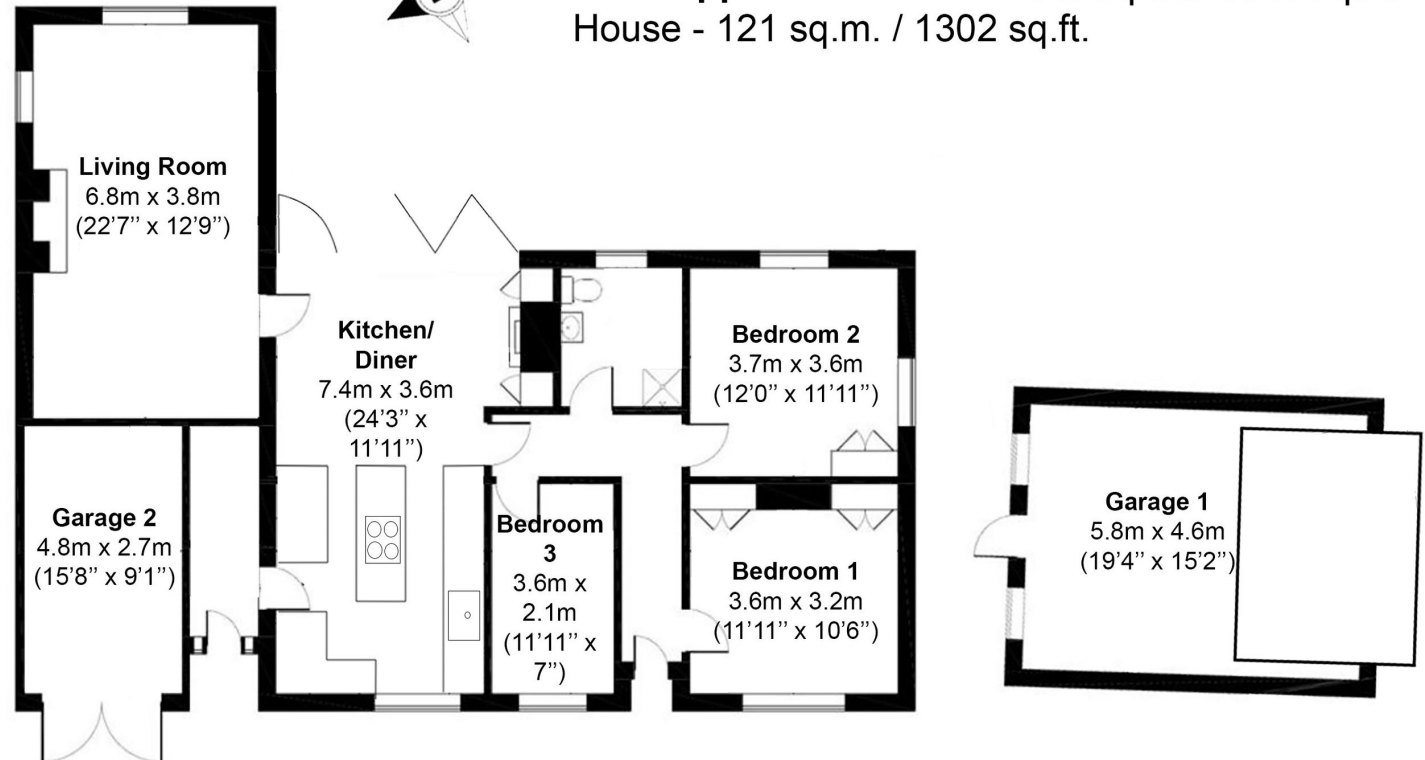 House - 121 sq.m. / 1302 sq.ft.
Living Room
6.8m x 3.8m
(22’7’’ x 12’9”)
Kitchen/
Diner
7.4m x 3.6m
(24’3’’ x
11’11”)
Bedroom 2
3.7m x 3.6m
(12’0’’ x 11’11”)
Garage 2
4.8m x 2.7m
(15’8’’ x 9’1”)
Bedroom
3
3.6m x
2.1m
(11’11’’ x
7”)
Bedroom 1
3.6m x 3.2m
(11’11’’ x 10’6”)
Garage 1
5.8m x 4.6m
(19’4’’ x 15’2”)